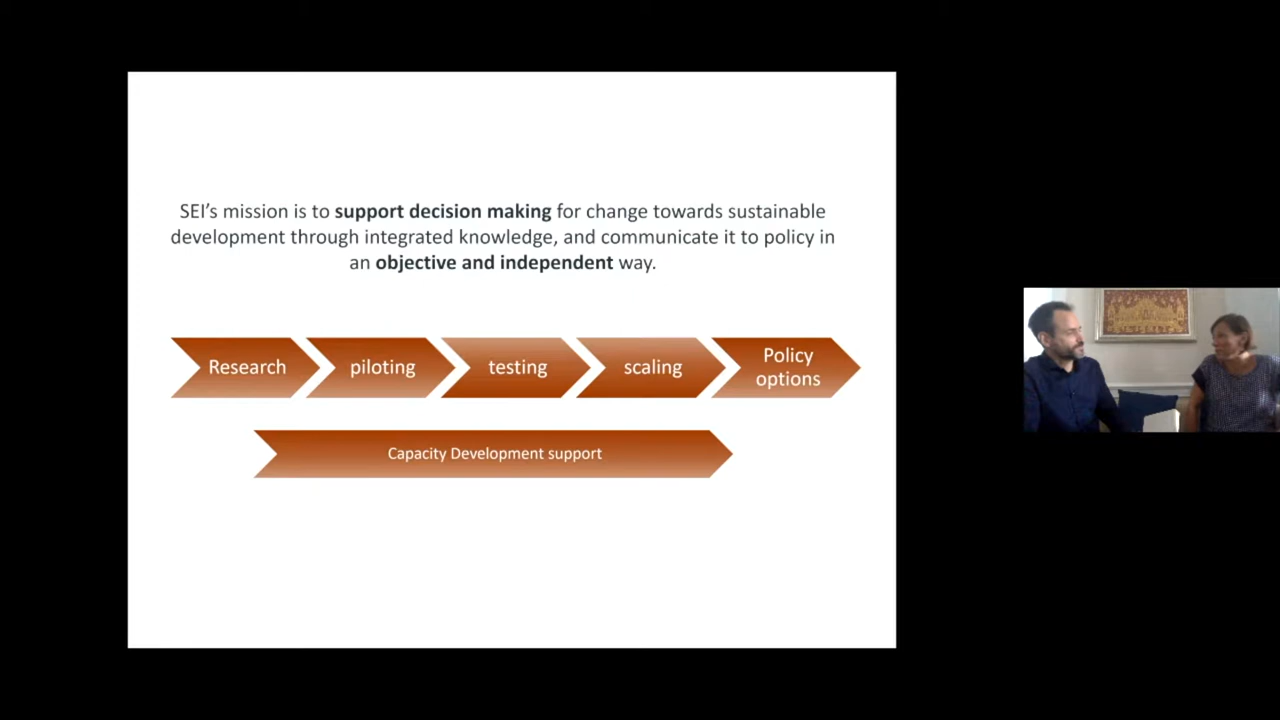 SEI’s mission is to support decision making for change towards sustainable
development through integrated knowledge, and communicate it to policy in
an objective and independent way.
Research
piloting
testing
scaling
Policy
options
Capacity Development support